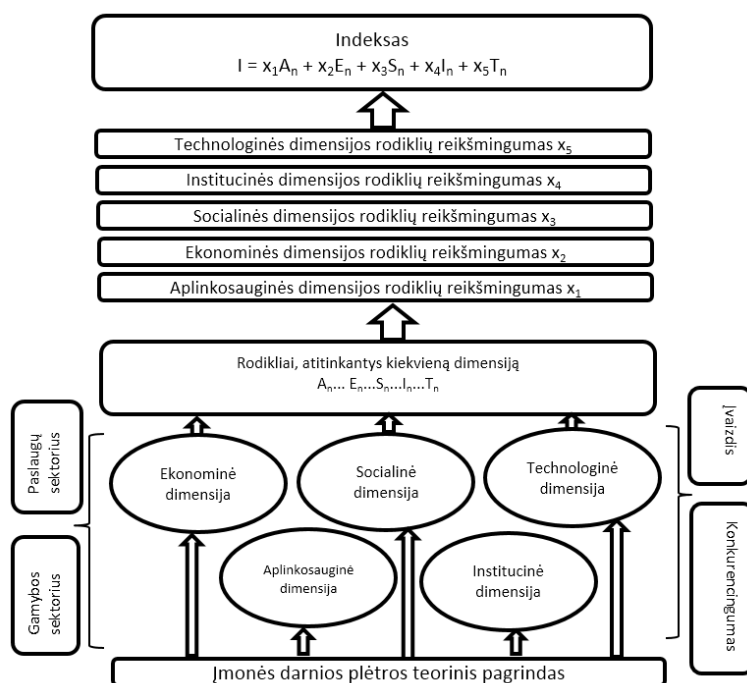 Indeksas
I = x₁Aₙ + x₂Eₙ + x₃Sₙ + x₄Iₙ + x₅Tₙ
Technologinės dimensijos rodiklių reikšmingumas x₅
Institucinės dimensijos rodiklių reikšmingumas x₄
Socialinės dimensijos rodiklių reikšmingumas x₃
Ekonominės dimensijos rodiklių reikšmingumas x₂
Aplinkosauginės dimensijos rodiklių reikšmingumas x₁
Rodikliai, atitinkantys kiekvieną dimensiją
Aₙ... Eₙ...Sₙ...Iₙ...Tₙ
Paslaugų
sektorius
Gamybos
sektorius
Ekonominė
dimensija
Socialinė
dimensija
Technologinė
dimensija
Aplinkosauginė
dimensija
Institucinė
dimensija
Įvaizdis
Konkurencingumas
Įmonės darnios plėtros teorinis pagrindas